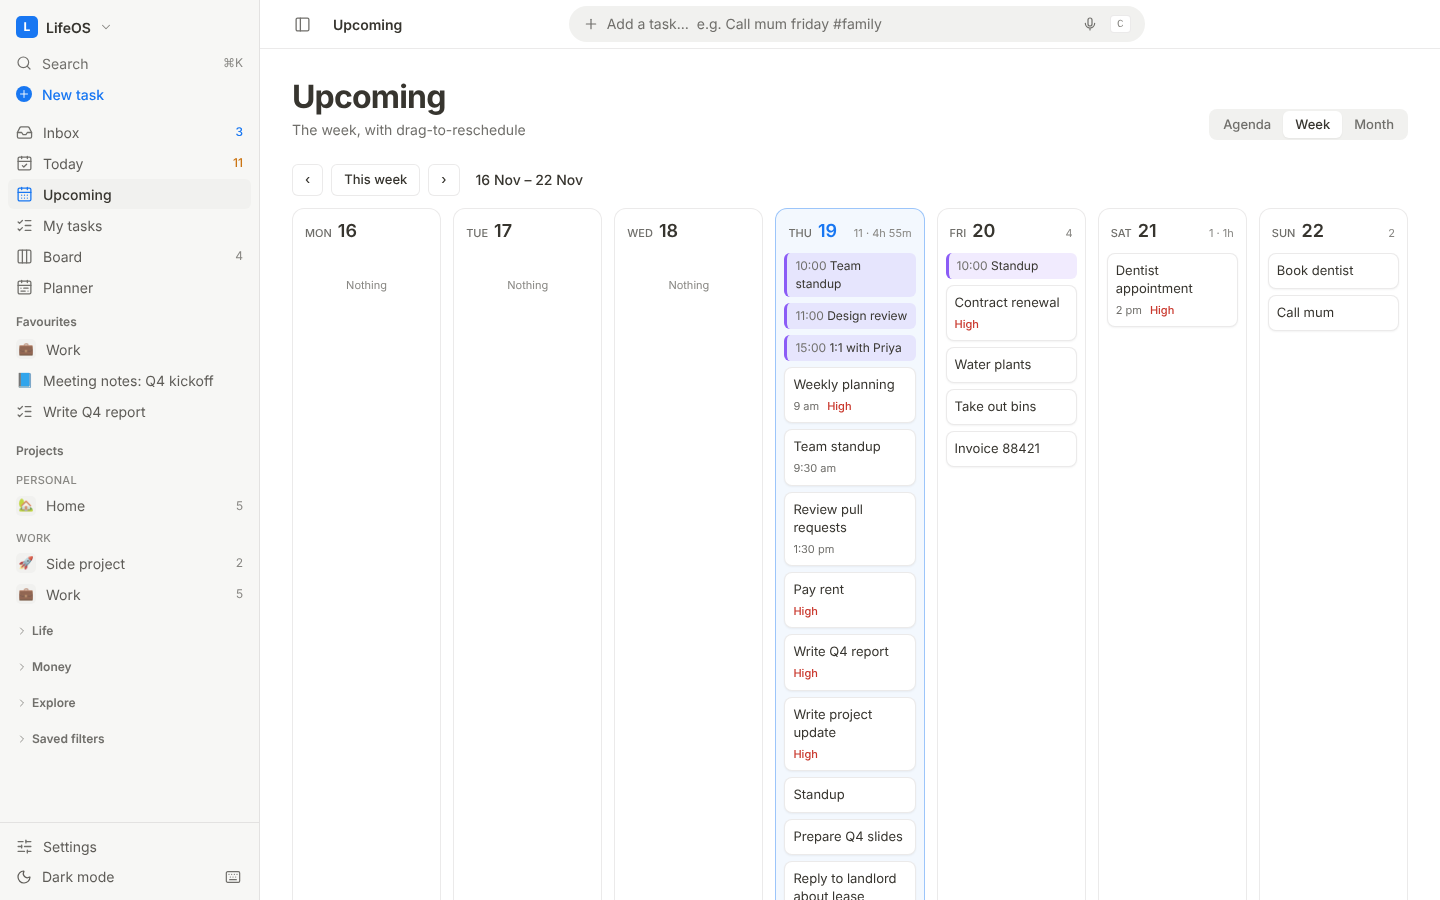 L LifeOS
Search ⌘K
New task
Inbox 3
Today 11
Upcoming
My tasks
Board 4
Planner
Favourites
Work
Meeting notes: Q4 kickoff
Write Q4 report
Projects
PERSONAL
Home 5
WORK
Side project 2
Work 5
Life
Money
Explore
Saved filters
Settings
Dark mode
Upcoming
Add a task... e.g. Call mum friday #family C
Upcoming
The week, with drag-to-reschedule
Agenda Week Month
‹ This week › 16 Nov – 22 Nov
MON 16
Nothing
TUE 17
Nothing
WED 18
Nothing
THU 19 11 · 4h 55m
10:00 Team
standup
11:00 Design review
15:00 1:1 with Priya
Weekly planning
9 am High
Team standup
9:30 am
Review pull
requests
1:30 pm
Pay rent
High
Write Q4 report
High
Write project
update
High
Standup
Prepare Q4 slides
Reply to landlord
about lease
FRI 20 4
10:00 Standup
Contract renewal
High
Water plants
Take out bins
Invoice 88421
SAT 21 1 · 1h
Dentist
appointment
2 pm High
SUN 22 2
Book dentist
Call mum